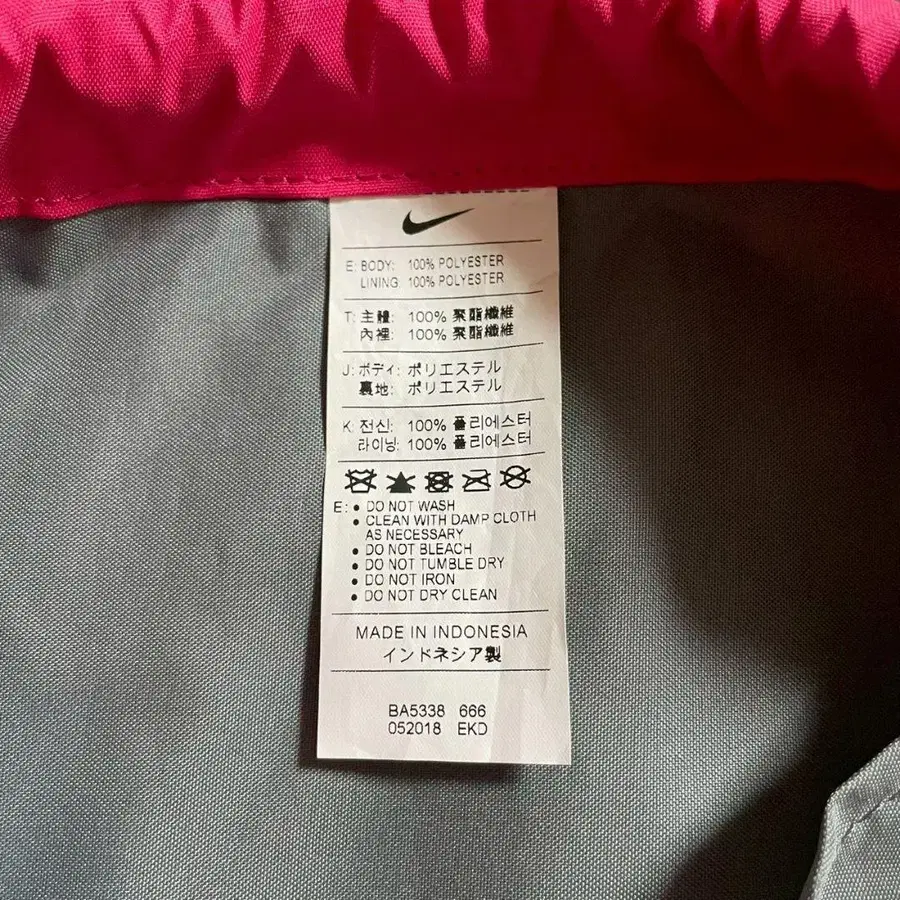 E: BODY: 100% POLYESTER
LINING: 100% POLYESTER
T: 主體: 100% 聚酯纖維
內裡: 100% 聚酯纖維
J: ボディ: ポリエステル
裏地: ポリエステル
K: 전신: 100% 폴리에스터
라이닝: 100% 폴리에스터
E: • DO NOT WASH
• CLEAN WITH DAMP CLOTH
AS NECESSARY
• DO NOT BLEACH
• DO NOT TUMBLE DRY
• DO NOT IRON
• DO NOT DRY CLEAN
MADE IN INDONESIA
インドネシア製
BA5338 666
052018 EKD